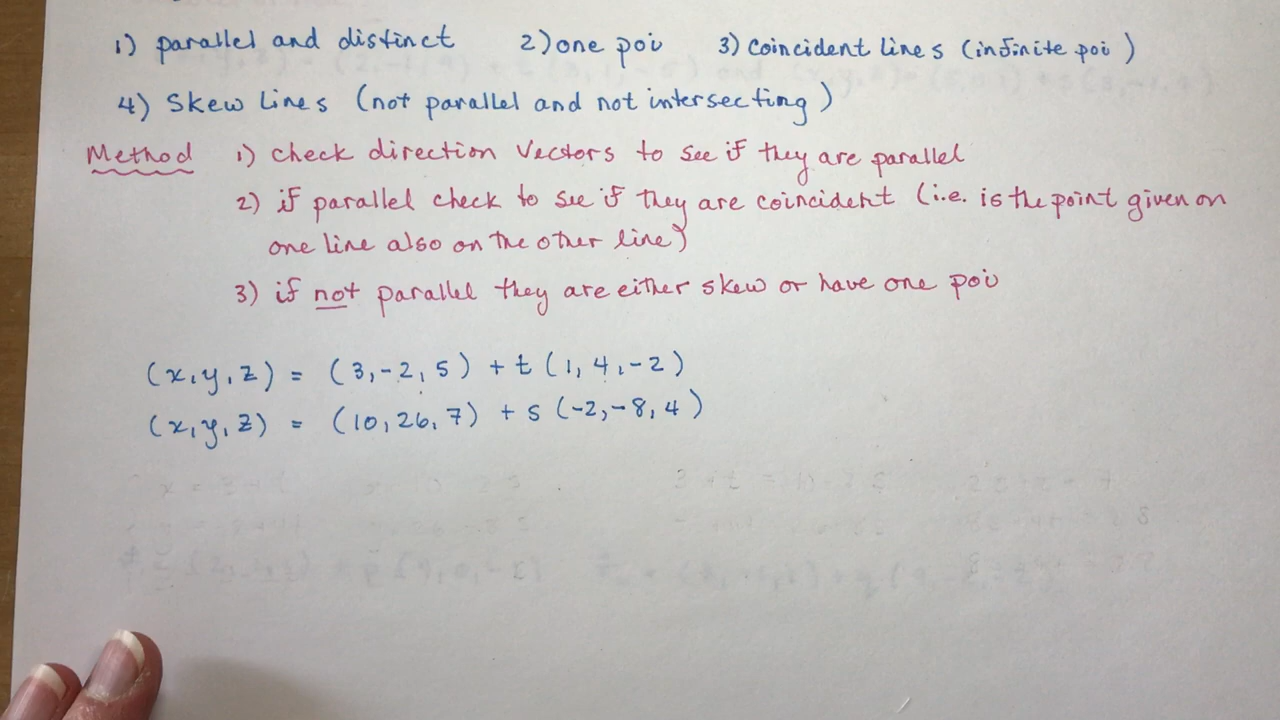 1) parallel and distinct 2) one poi 3) coincident lines (infinite poi)
4) Skew Lines (not parallel and not intersecting)
Method 1) check direction vectors to see if they are parallel
2) if parallel check to see if they are coincident (i.e. is the point given on
one line also on the other line)
3) if not parallel they are either skew or have one poi
(x,y,z) = (3,-2,5) + t(1,4,-2)
(x,y,z) = (10,26,7) + s(-2,-8,4)